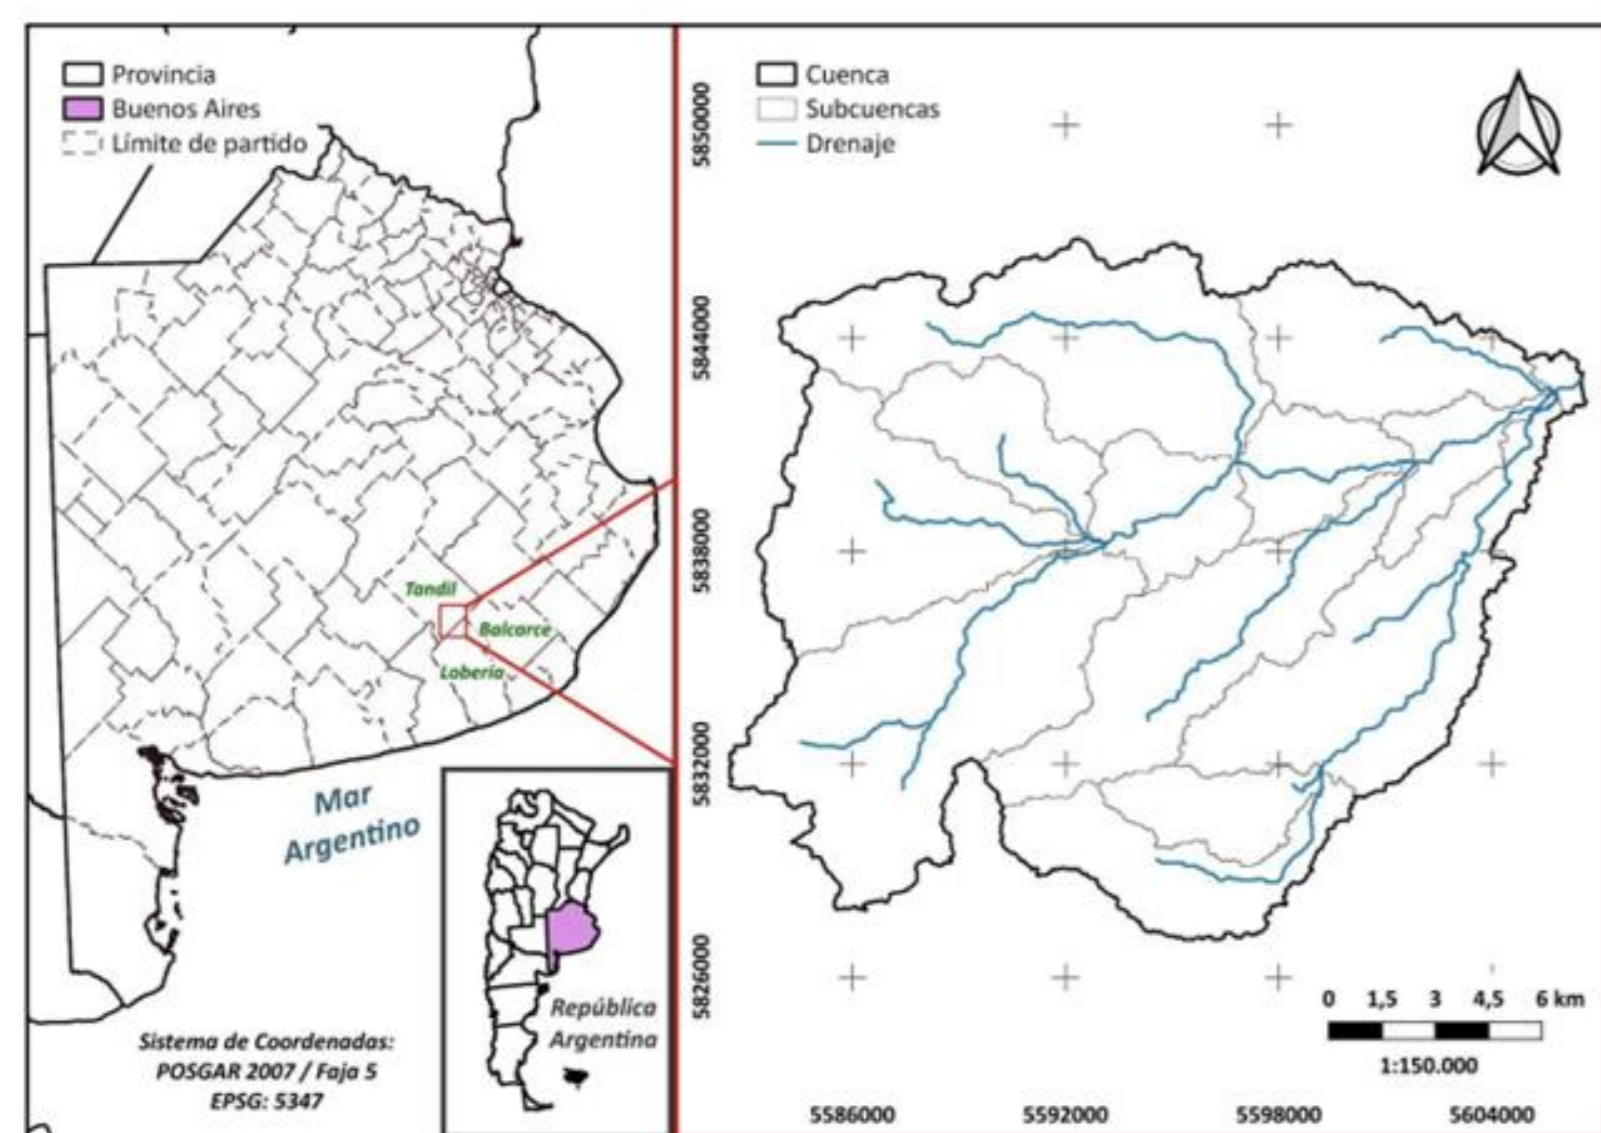 Provincia
Buenos Aires
Límite de partido
Tandil
Balcarce
Lobería
Mar
Argentino
República
Argentina
Sistema de Coordenadas:
POSGAR 2007 / Faja 5
EPSG: 5347
Cuenca
Subcuencas
Drenaje
5850000
5844000
5838000
5832000
5826000
0 1,5 3 4,5 6 km
1:150.000
5586000 5592000 5598000 5604000